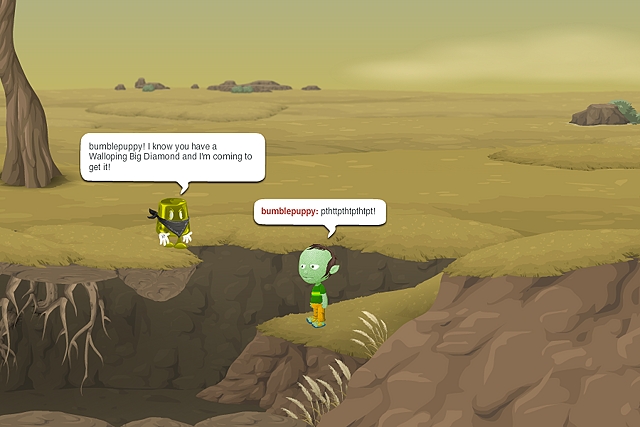 bumblepuppy! I know you have a
Walloping Big Diamond and I'm coming to
get it!
bumblepuppy: pthttpthtpthtpt!